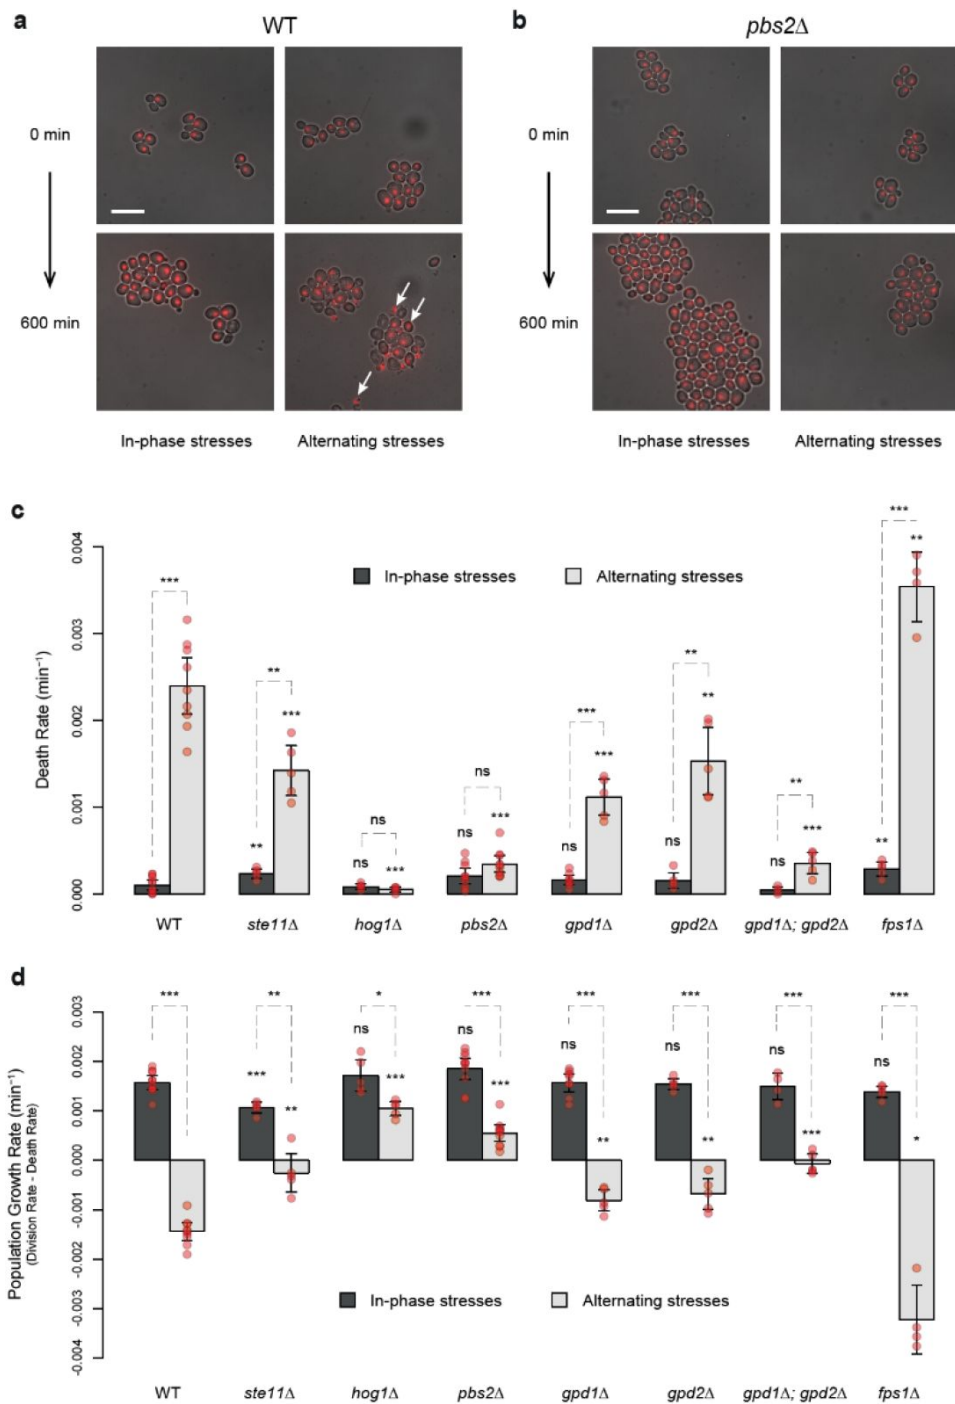 a WT
b pbs2Δ
0 min
600 min
In-phase stresses Alternating stresses
0 min
600 min
In-phase stresses Alternating stresses
c
Death Rate (min⁻¹)
0.004
0.003
0.002
0.001
0.000
In-phase stresses Alternating stresses
***
** ** ***
ns ns ***
ns ns ***
ns *** ***
ns ** **
ns ** ***
** *** **
WT ste11Δ hog1Δ pbs2Δ gpd1Δ gpd2Δ gpd1Δ; gpd2Δ fps1Δ
d
Population Growth Rate (min⁻¹)
(Division Rate - Death Rate)
0.003
0.002
0.001
0.000
-0.001
-0.002
-0.003
-0.004
***
*** ** **
ns * ***
ns *** ***
ns *** **
ns *** **
ns *** ***
ns *** *
In-phase stresses Alternating stresses
WT ste11Δ hog1Δ pbs2Δ gpd1Δ gpd2Δ gpd1Δ; gpd2Δ fps1Δ